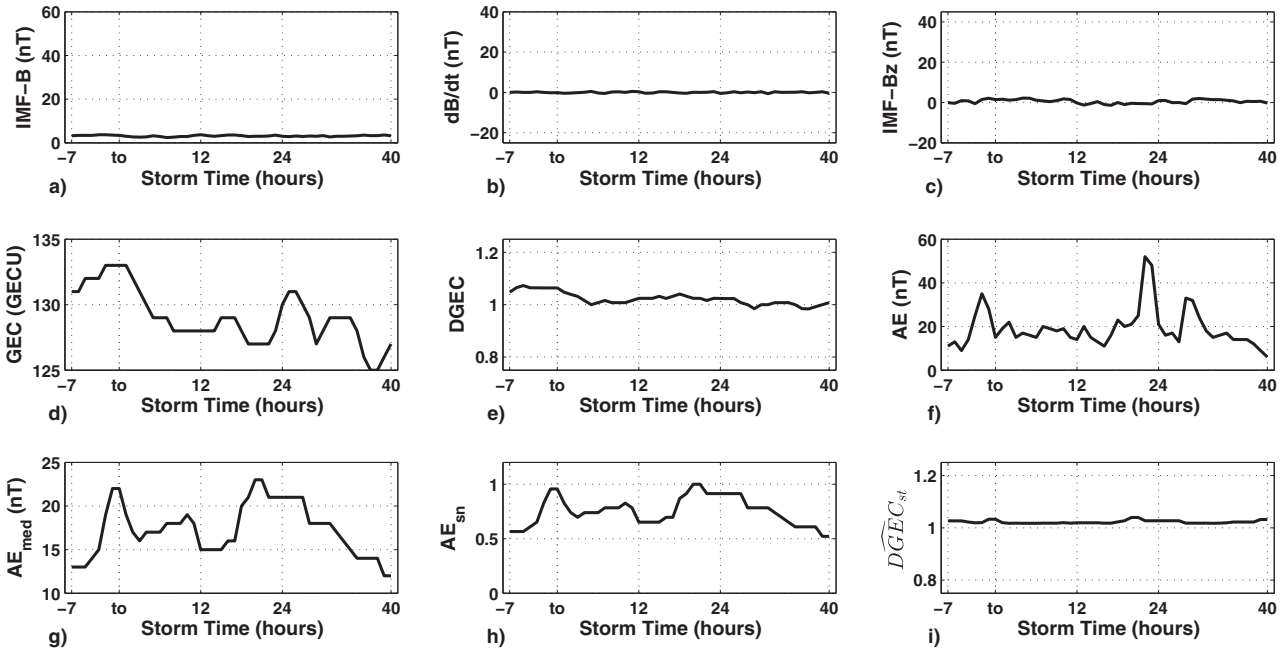 IMF−B (nT)
60
40
20
0
−7 to 12 24 40
Storm Time (hours)
a)
dB/dt (nT)
40
20
0
−20
−7 to 12 24 40
Storm Time (hours)
b)
IMF−Bz (nT)
40
20
0
−20
−7 to 12 24 40
Storm Time (hours)
c)
GEC (GECU)
135
130
125
−7 to 12 24 40
Storm Time (hours)
d)
DGEC
1.2
1
0.8
−7 to 12 24 40
Storm Time (hours)
e)
AE (nT)
60
40
20
0
−7 to 12 24 40
Storm Time (hours)
f)
AEmed (nT)
25
20
15
10
−7 to 12 24 40
Storm Time (hours)
g)
AEsn
1
0.5
0
−7 to 12 24 40
Storm Time (hours)
h)
DGECst
1.2
1
0.8
−7 to 12 24 40
Storm Time (hours)
i)